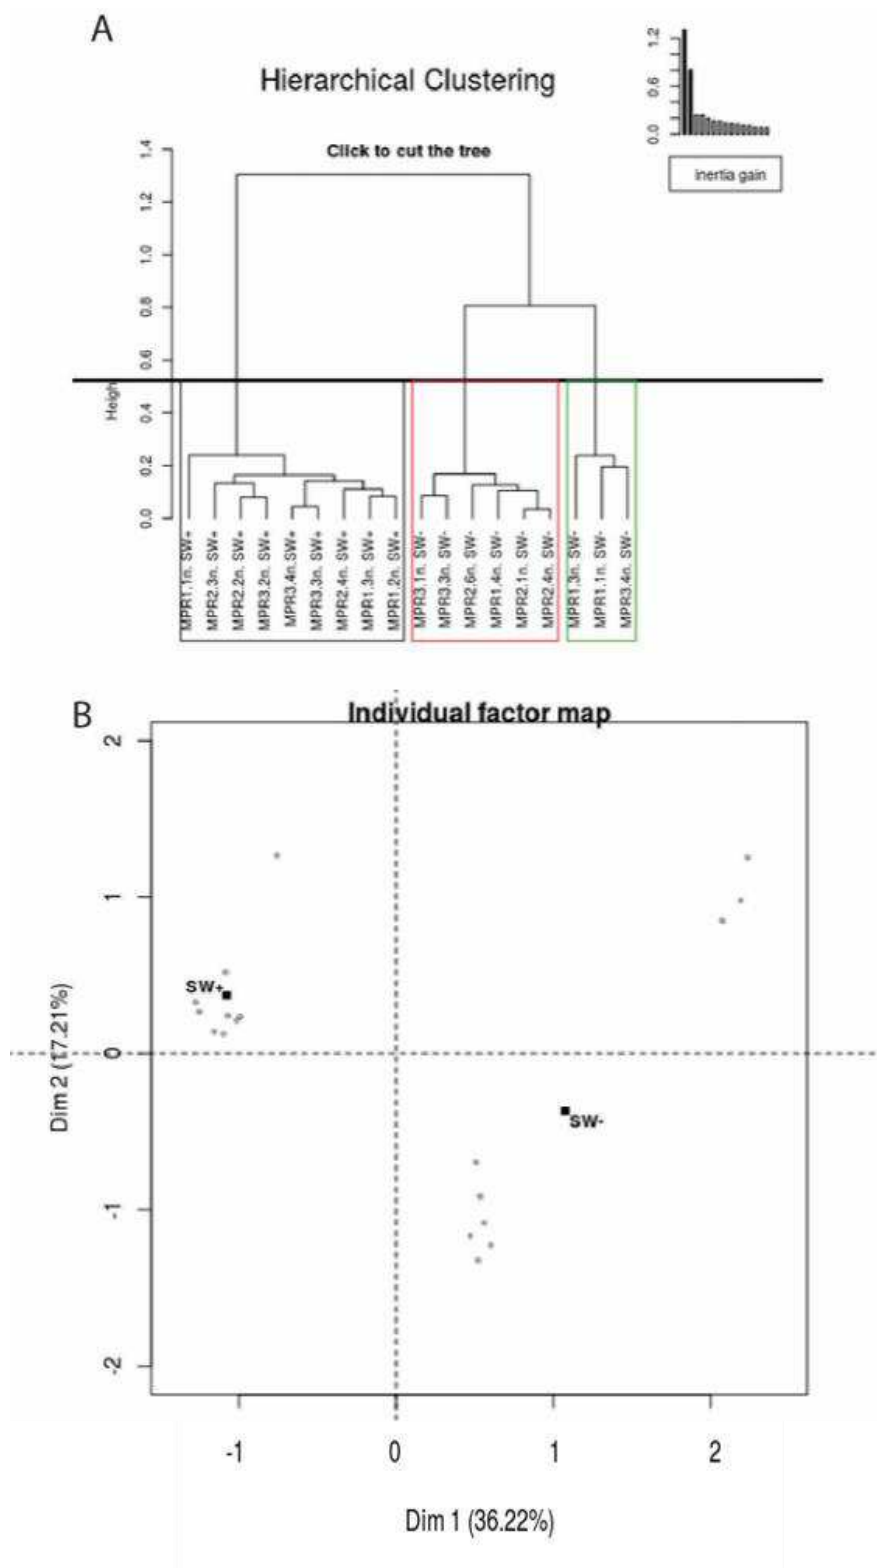 A
Hierarchical Clustering
Click to cut the tree
1.2
0.6
0.0
inertia gain
1.4
1.2
1.0
0.8
0.6
0.4
0.2
0.0
Heigh
MPR1.1n. SW+
MPR2.3n. SW+
MPR2.2n. SW+
MPR3.2n. SW+
MPR3.4n. SW+
MPR3.3n. SW+
MPR2.4n. SW+
MPR1.3n. SW+
MPR1.2n. SW+
MPR3.1n. SW-
MPR3.3n. SW-
MPR2.6n. SW-
MPR1.4n. SW-
MPR2.1n. SW-
MPR2.4n. SW-
MPR1.3n. SW-
MPR1.1n. SW-
MPR3.4n. SW-
B
Individual factor map
2
1
0
-1
-2
Dim 2 (17.21%)
SW+
SW-
-1
0
1
2
Dim 1 (36.22%)